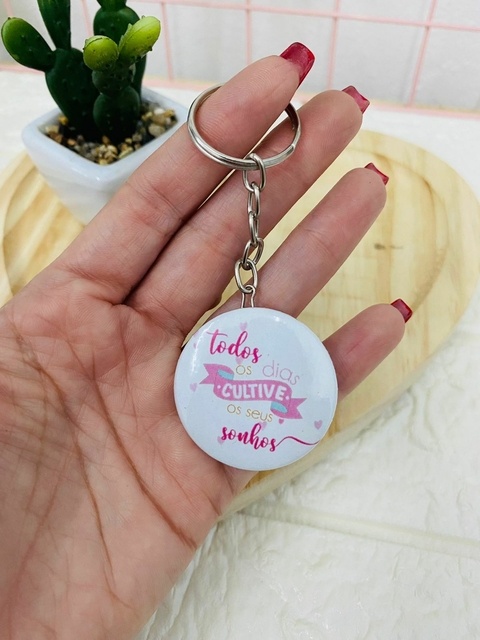 todos
os dias
CULTIVE
os seus
sonhos